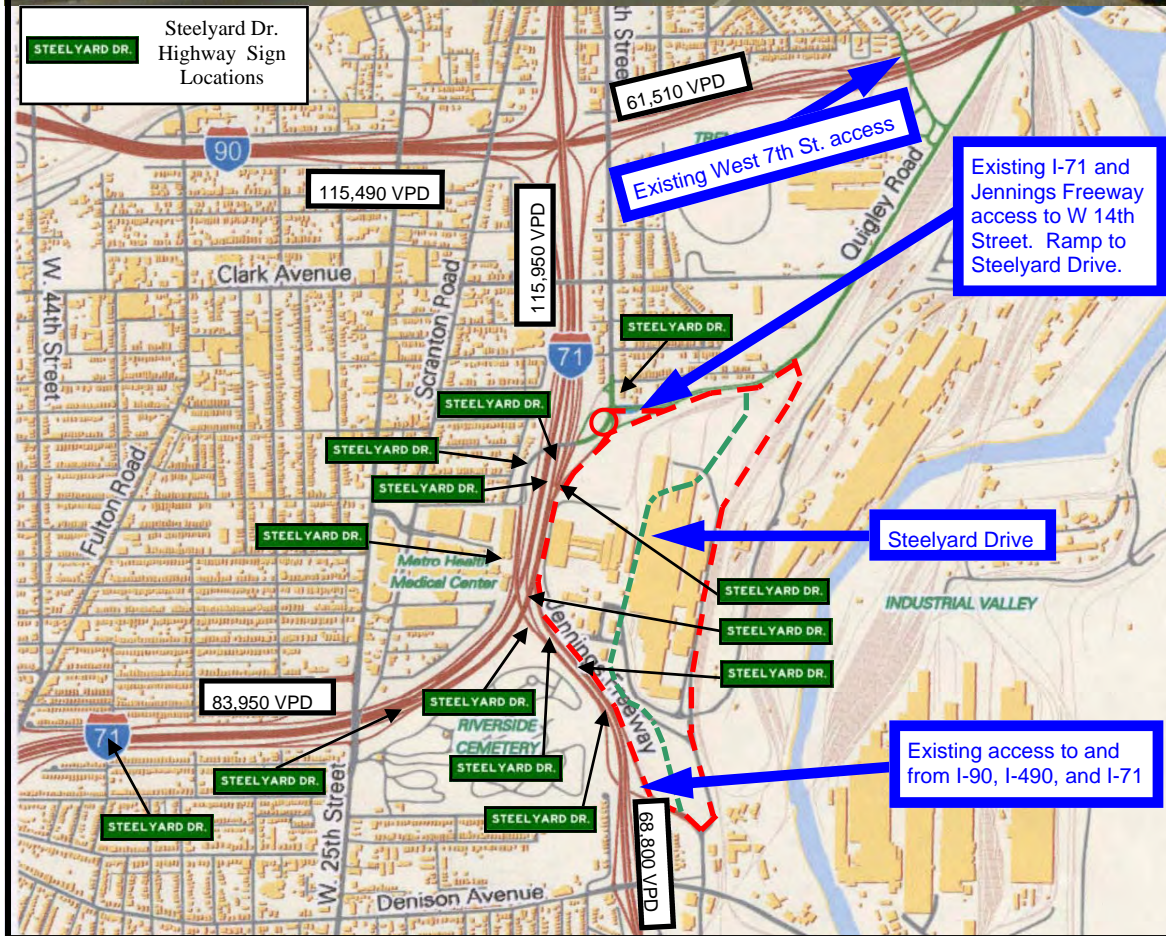 STEELYARD DR.
Steelyard Dr.
Highway Sign
Locations
th Street
61,510 VPD
90
Existing West 7th St. access
115,490 VPD
Existing I-71 and
Jennings Freeway
access to W 14th
Street. Ramp to
Steelyard Drive.
Quigley Road
W. 44th Street
Clark Avenue
Scranton Road
115,950 VPD
71
STEELYARD DR.
STEELYARD DR.
STEELYARD DR.
STEELYARD DR.
Fulton Road
STEELYARD DR.
Metro Health
Medical Center
Steelyard Drive
STEELYARD DR.
INDUSTRIAL VALLEY
STEELYARD DR.
Jennings Freeway
STEELYARD DR.
83,950 VPD
STEELYARD DR.
RIVERSIDE
CEMETERY
71
STEELYARD DR.
STEELYARD DR.
Existing access to and
from I-90, I-490, and I-71
STEELYARD DR.
STEELYARD DR.
W. 25th Street
68,800 VPD
Denison Avenue